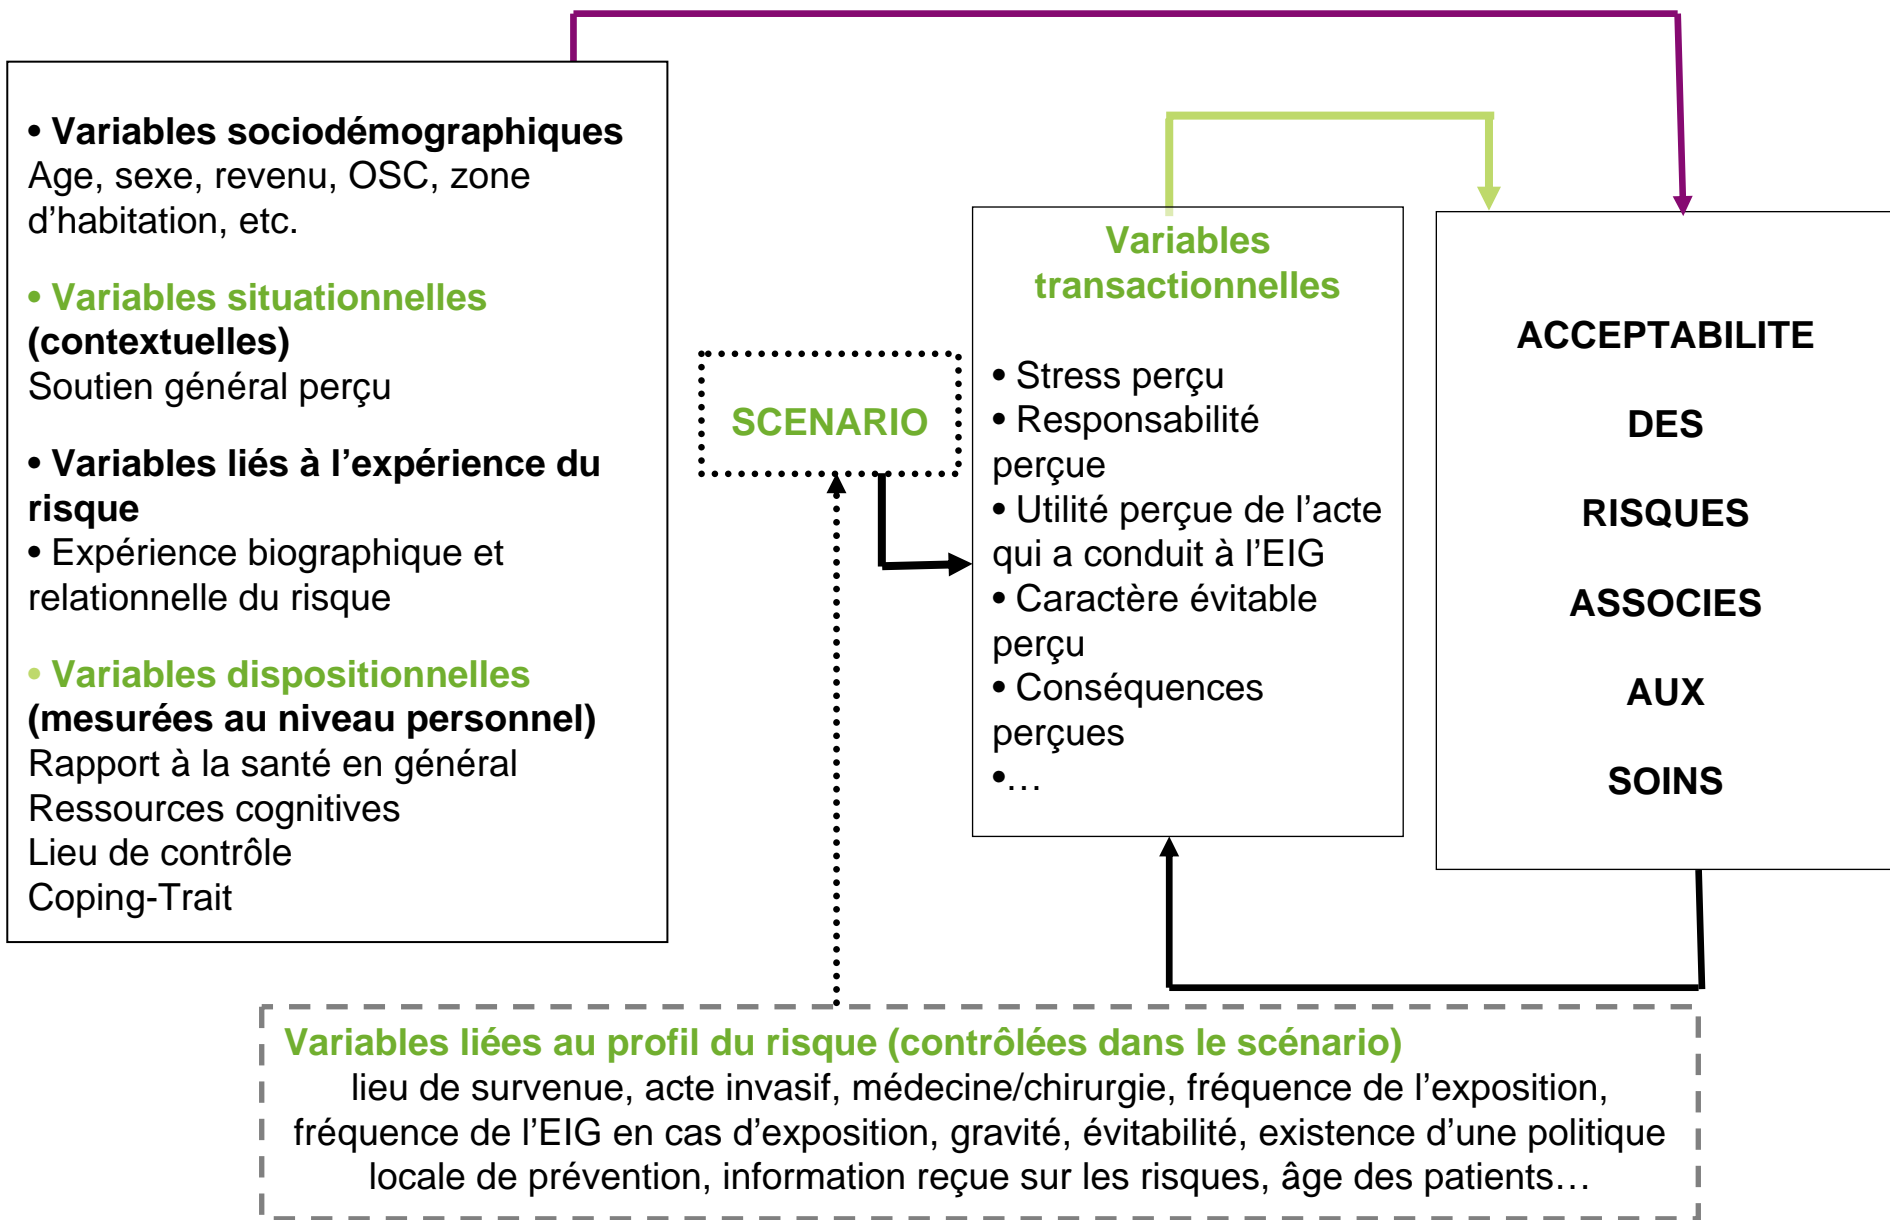 • Variables sociodémographiques
Age, sexe, revenu, OSC, zone
d’habitation, etc.
• Variables situationnelles
(contextuelles)
Soutien général perçu
• Variables liés à l’expérience du
risque
• Expérience biographique et
relationnelle du risque
• Variables dispositionnelles
(mesurées au niveau personnel)
Rapport à la santé en général
Ressources cognitives
Lieu de contrôle
Coping-Trait
SCENARIO
Variables
transactionnelles
• Stress perçu
• Responsabilité
perçue
• Utilité perçue de l’acte
qui a conduit à l’EIG
• Caractère évitable
perçu
• Conséquences
perçues
•…
ACCEPTABILITE
DES
RISQUES
ASSOCIES
AUX
SOINS
Variables liées au profil du risque (contrôlées dans le scénario)
lieu de survenue, acte invasif, médecine/chirurgie, fréquence de l’exposition,
fréquence de l’EIG en cas d’exposition, gravité, évitabilité, existence d’une politique
locale de prévention, information reçue sur les risques, âge des patients…